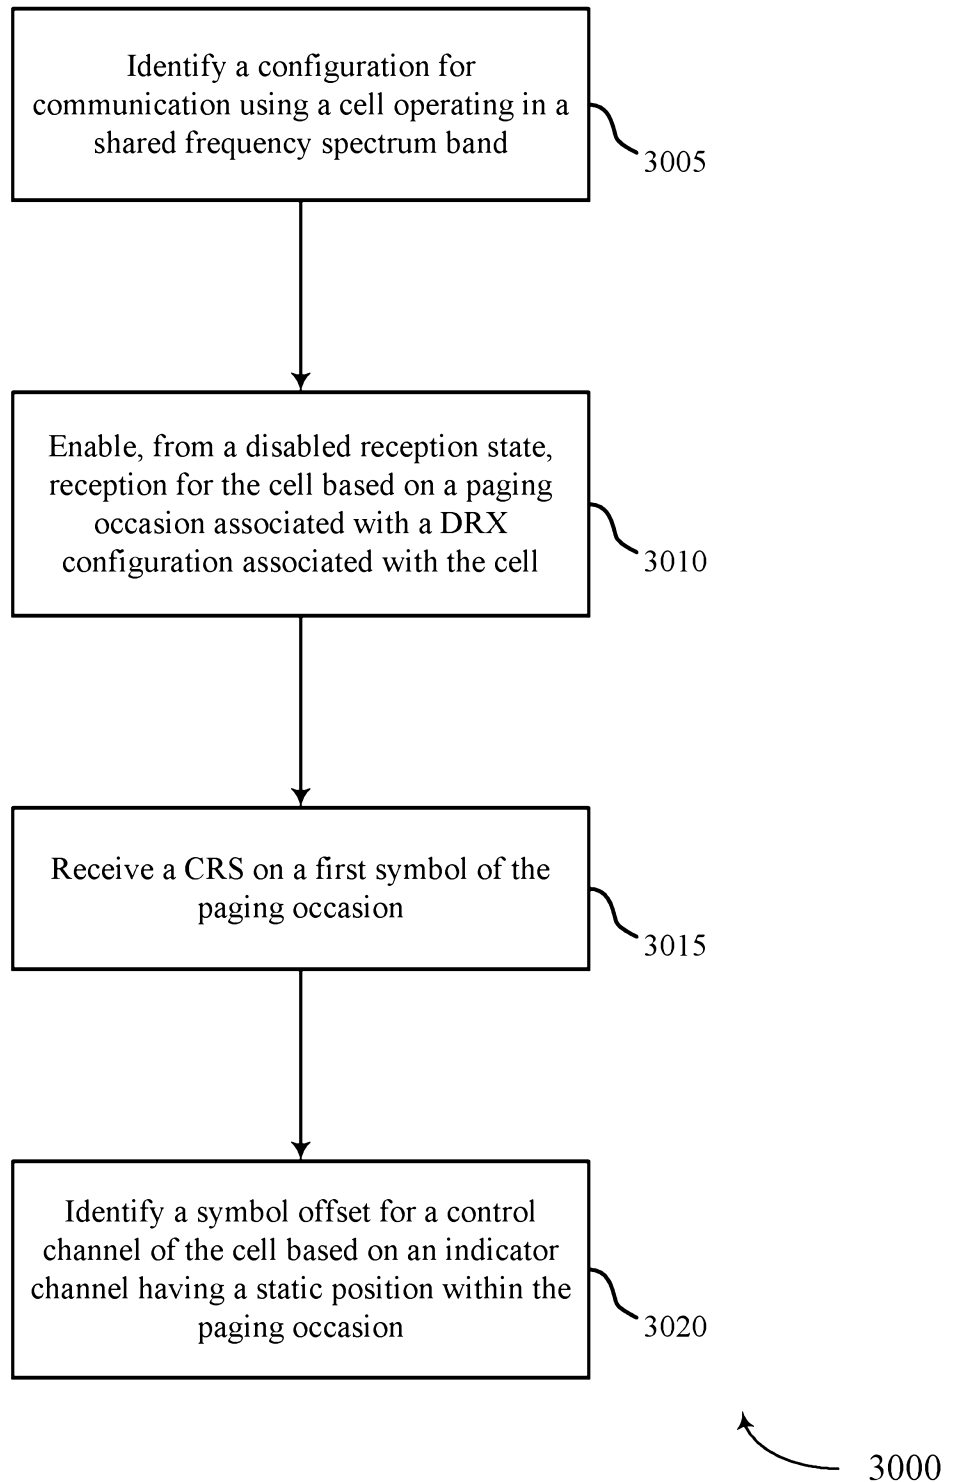 Identify a configuration for
communication using a cell operating in a
shared frequency spectrum band
3005
Enable, from a disabled reception state,
reception for the cell based on a paging
occasion associated with a DRX
configuration associated with the cell
3010
Receive a CRS on a first symbol of the
paging occasion
3015
Identify a symbol offset for a control
channel of the cell based on an indicator
channel having a static position within the
paging occasion
3020
3000